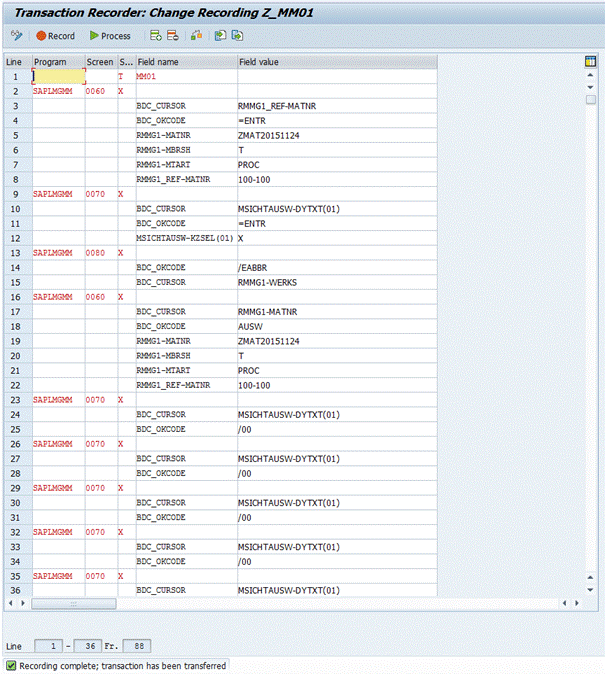 Transaction Recorder: Change Recording Z_MM01
Record Process
Line Program Screen S... Field name Field value
1 T MM01
2 SAPLMGMM 0060 X
3 BDC_CURSOR RMMG1_REF-MATNR
4 BDC_OKCODE =ENTR
5 RMMG1-MATNR ZMAT20151124
6 RMMG1-MBRSH T
7 RMMG1-MTART PROC
8 RMMG1_REF-MATNR 100-100
9 SAPLMGMM 0070 X
10 BDC_CURSOR MSICHTAUSW-DYTXT(01)
11 BDC_OKCODE =ENTR
12 MSICHTAUSW-KZSEL(01) X
13 SAPLMGMM 0080 X
14 BDC_OKCODE /EABBR
15 BDC_CURSOR RMMG1-WERKS
16 SAPLMGMM 0060 X
17 BDC_CURSOR RMMG1-MATNR
18 BDC_OKCODE AUSW
19 RMMG1-MATNR ZMAT20151124
20 RMMG1-MBRSH T
21 RMMG1-MTART PROC
22 RMMG1_REF-MATNR 100-100
23 SAPLMGMM 0070 X
24 BDC_CURSOR MSICHTAUSW-DYTXT(01)
25 BDC_OKCODE /00
26 SAPLMGMM 0070 X
27 BDC_CURSOR MSICHTAUSW-DYTXT(01)
28 BDC_OKCODE /00
29 SAPLMGMM 0070 X
30 BDC_CURSOR MSICHTAUSW-DYTXT(01)
31 BDC_OKCODE /00
32 SAPLMGMM 0070 X
33 BDC_CURSOR MSICHTAUSW-DYTXT(01)
34 BDC_OKCODE /00
35 SAPLMGMM 0070 X
36 BDC_CURSOR MSICHTAUSW-DYTXT(01)
Line 1 - 36 Fr. 88
Recording complete; transaction has been transferred